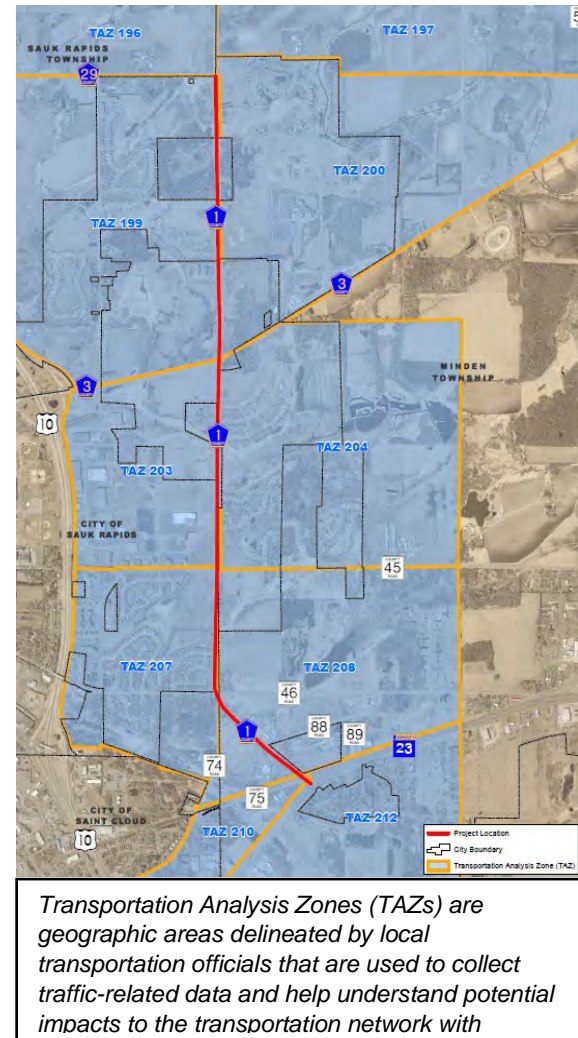 TAZ 196
TAZ 197
SAUK RAPIDS
TOWNSHIP
29
TAZ 200
1
TAZ 199
3
MINDEN
TOWNSHIP
3
10
1
TAZ 204
TAZ 203
CITY OF
SAUK RAPIDS
45
TAZ 207
TAZ 208
46
88
89
1
23
74
75
CITY OF
SAINT CLOUD
10
TAZ 210
TAZ 212
Project Location
City Boundary
Transportation Analysis Zone (TAZ)
Transportation Analysis Zones (TAZs) are
geographic areas delineated by local
transportation officials that are used to collect
traffic-related data and help understand potential
impacts to the transportation network with